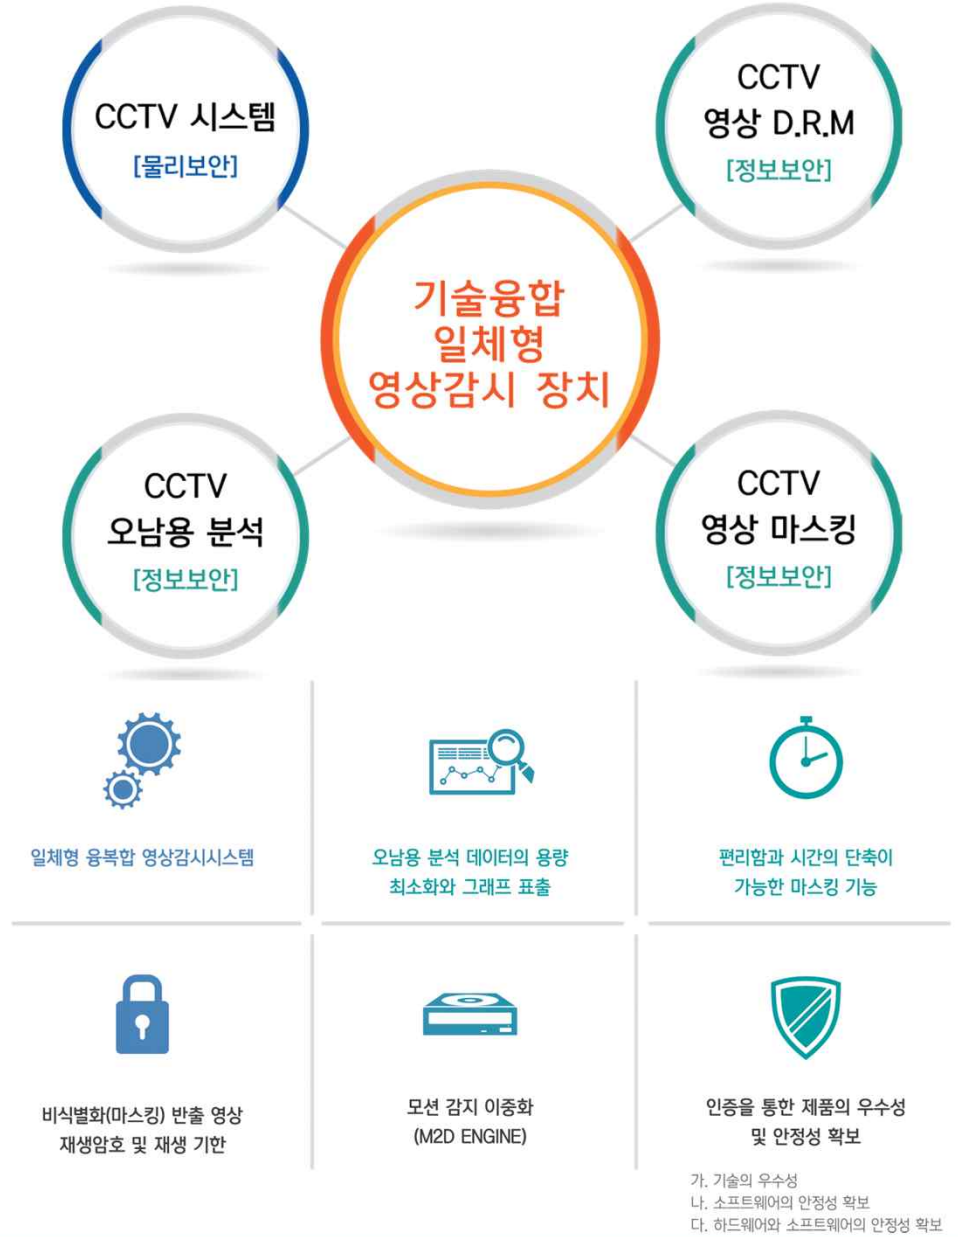 CCTV 시스템
[물리보안]
CCTV
영상 D.R.M
[정보보안]
기술융합
일체형
영상감시 장치
CCTV
오남용 분석
[정보보안]
CCTV
영상 마스킹
[정보보안]
일체형 융복합 영상감시시스템
오남용 분석 데이터의 용량
최소화와 그래프 표출
편리함과 시간의 단축이
가능한 마스킹 기능
비식별화(마스킹) 반출 영상
재생암호 및 재생 기한
모션 감지 이중화
(M2D ENGINE)
인증을 통한 제품의 우수성
및 안정성 확보
가. 기술의 우수성
나. 소프트웨어의 안정성 확보
다. 하드웨어와 소프트웨어의 안정성 확보